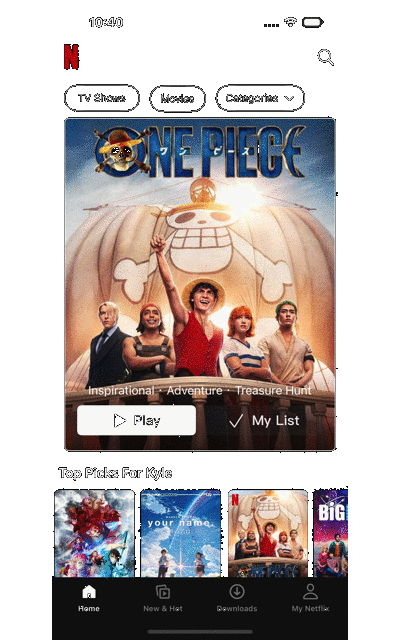 10:40
N
TV Shows
Movies
Categories
ONE PIECE
ワンピース
Inspirational · Adventure · Treasure Hunt
Play
My List
Top Picks For Kyle
your name.
N
BiG
Home
New & Hot
Downloads
My Netflix